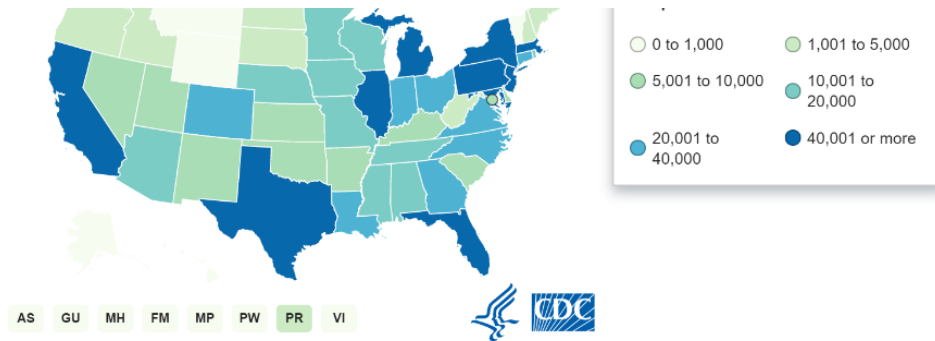 0 to 1,000
1,001 to 5,000
5,001 to 10,000
10,001 to
20,000
20,001 to
40,000
40,001 or more
AS GU MH FM MP PW PR VI
CDC